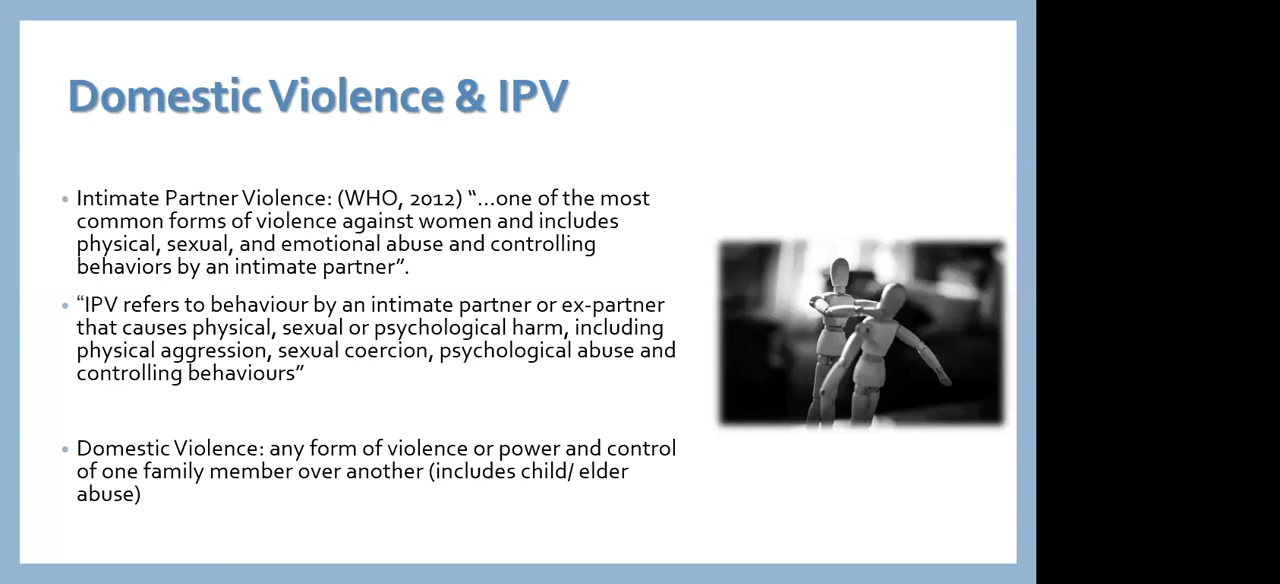 Domestic Violence & IPV
• Intimate Partner Violence: (WHO, 2012) “…one of the most
common forms of violence against women and includes
physical, sexual, and emotional abuse and controlling
behaviors by an intimate partner”.
• “IPV refers to behaviour by an intimate partner or ex-partner
that causes physical, sexual or psychological harm, including
physical aggression, sexual coercion, psychological abuse and
controlling behaviours”
• Domestic Violence: any form of violence or power and control
of one family member over another (includes child/ elder
abuse)